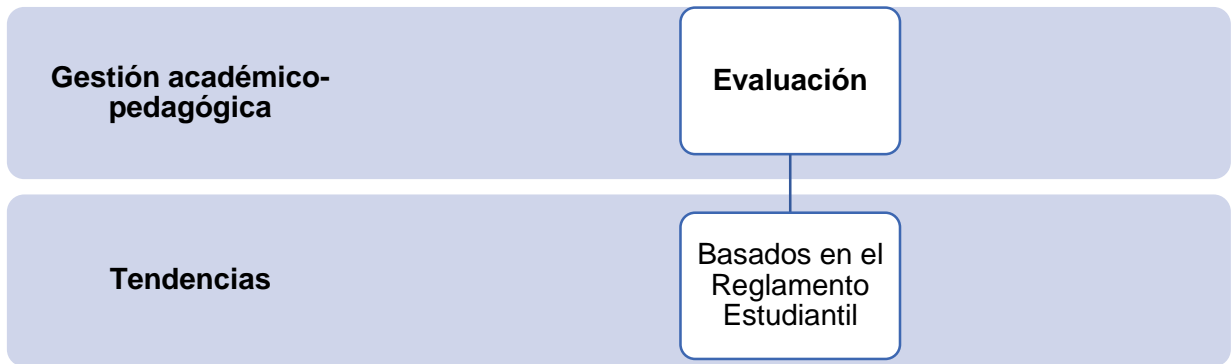 Gestión académico-
pedagógica
Evaluación
Tendencias
Basados en el
Reglamento
Estudiantil